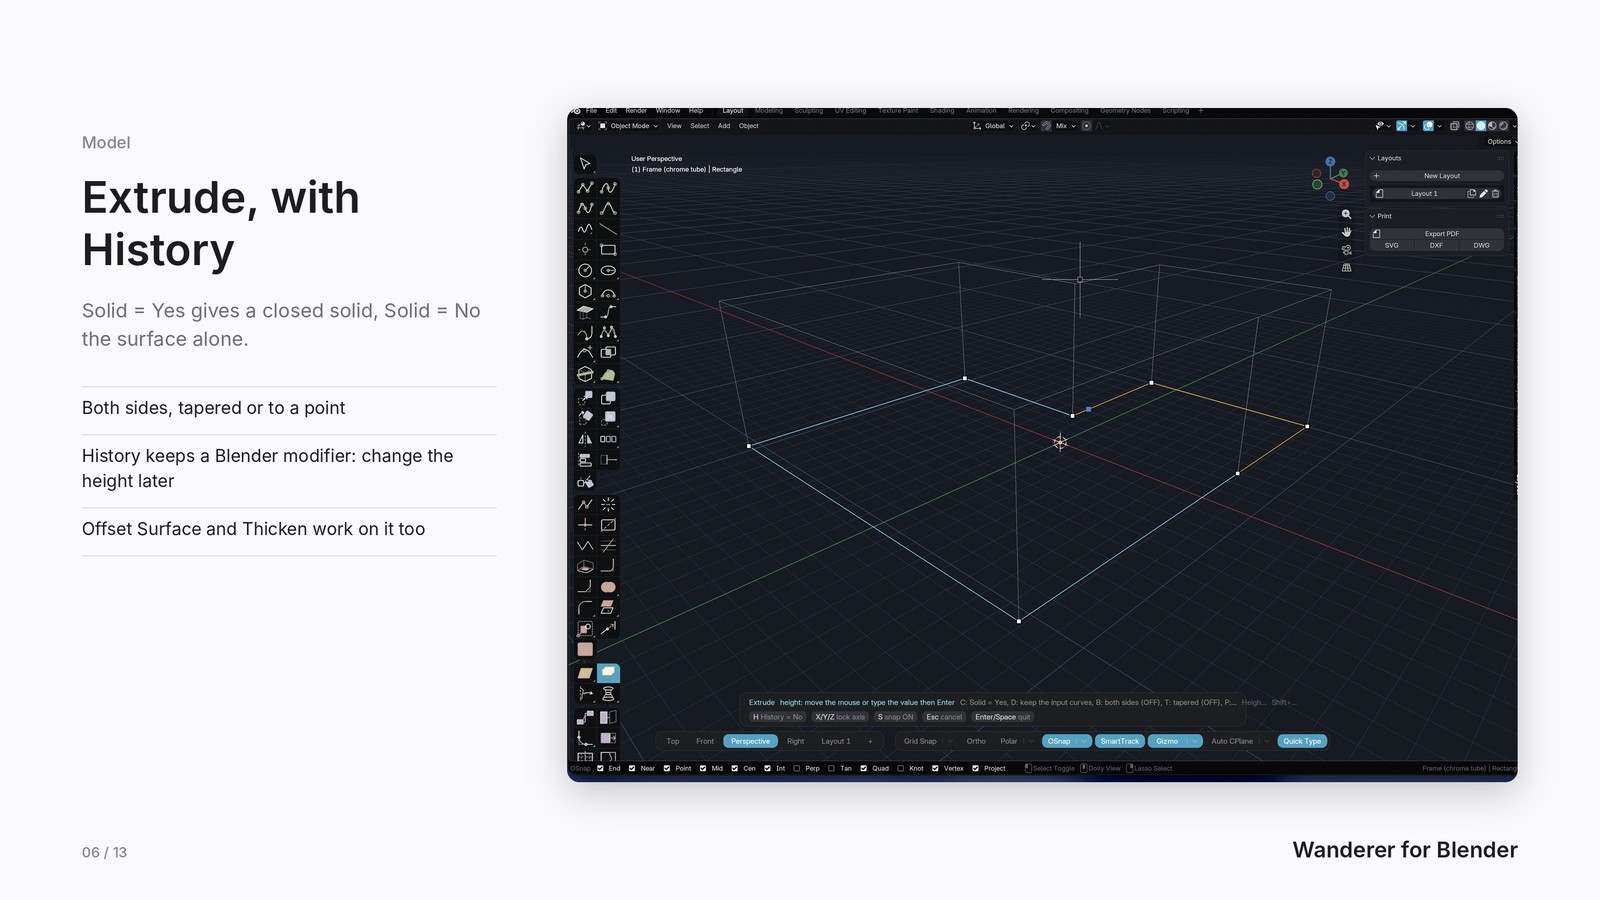 Model
Extrude, with
History
Solid = Yes gives a closed solid, Solid = No
the surface alone.
Both sides, tapered or to a point
History keeps a Blender modifier: change the
height later
Offset Surface and Thicken work on it too
File Edit Render Window Help Layout Modeling Sculpting UV Editing Texture Paint Shading Animation Rendering Compositing Geometry Nodes Scripting +
Object Mode View Select Add Object Global Mix
Options
User Perspective
(1) Frame (chrome tube) | Rectangle
Z
Y
X
Layouts
+ New Layout
Layout 1
Print
Export PDF
SVG DXF DWG
Extrude height: move the mouse or type the value then Enter C: Solid = Yes, D: keep the input curves, B: both sides (OFF), T: tapered (OFF), P:... Heigh... Shift+...
H History = No X/Y/Z lock axis S snap ON Esc cancel Enter/Space quit
Top Front Perspective Right Layout 1 + Grid Snap Ortho Polar OSnap SmartTrack Gizmo Auto CPlane Quick Type
OSnap End Near Point Mid Cen Int Perp Tan Quad Knot Vertex Project Select Toggle Dolly View Lasso Select Frame (chrome tube) | Rectang
06 / 13
Wanderer for Blender